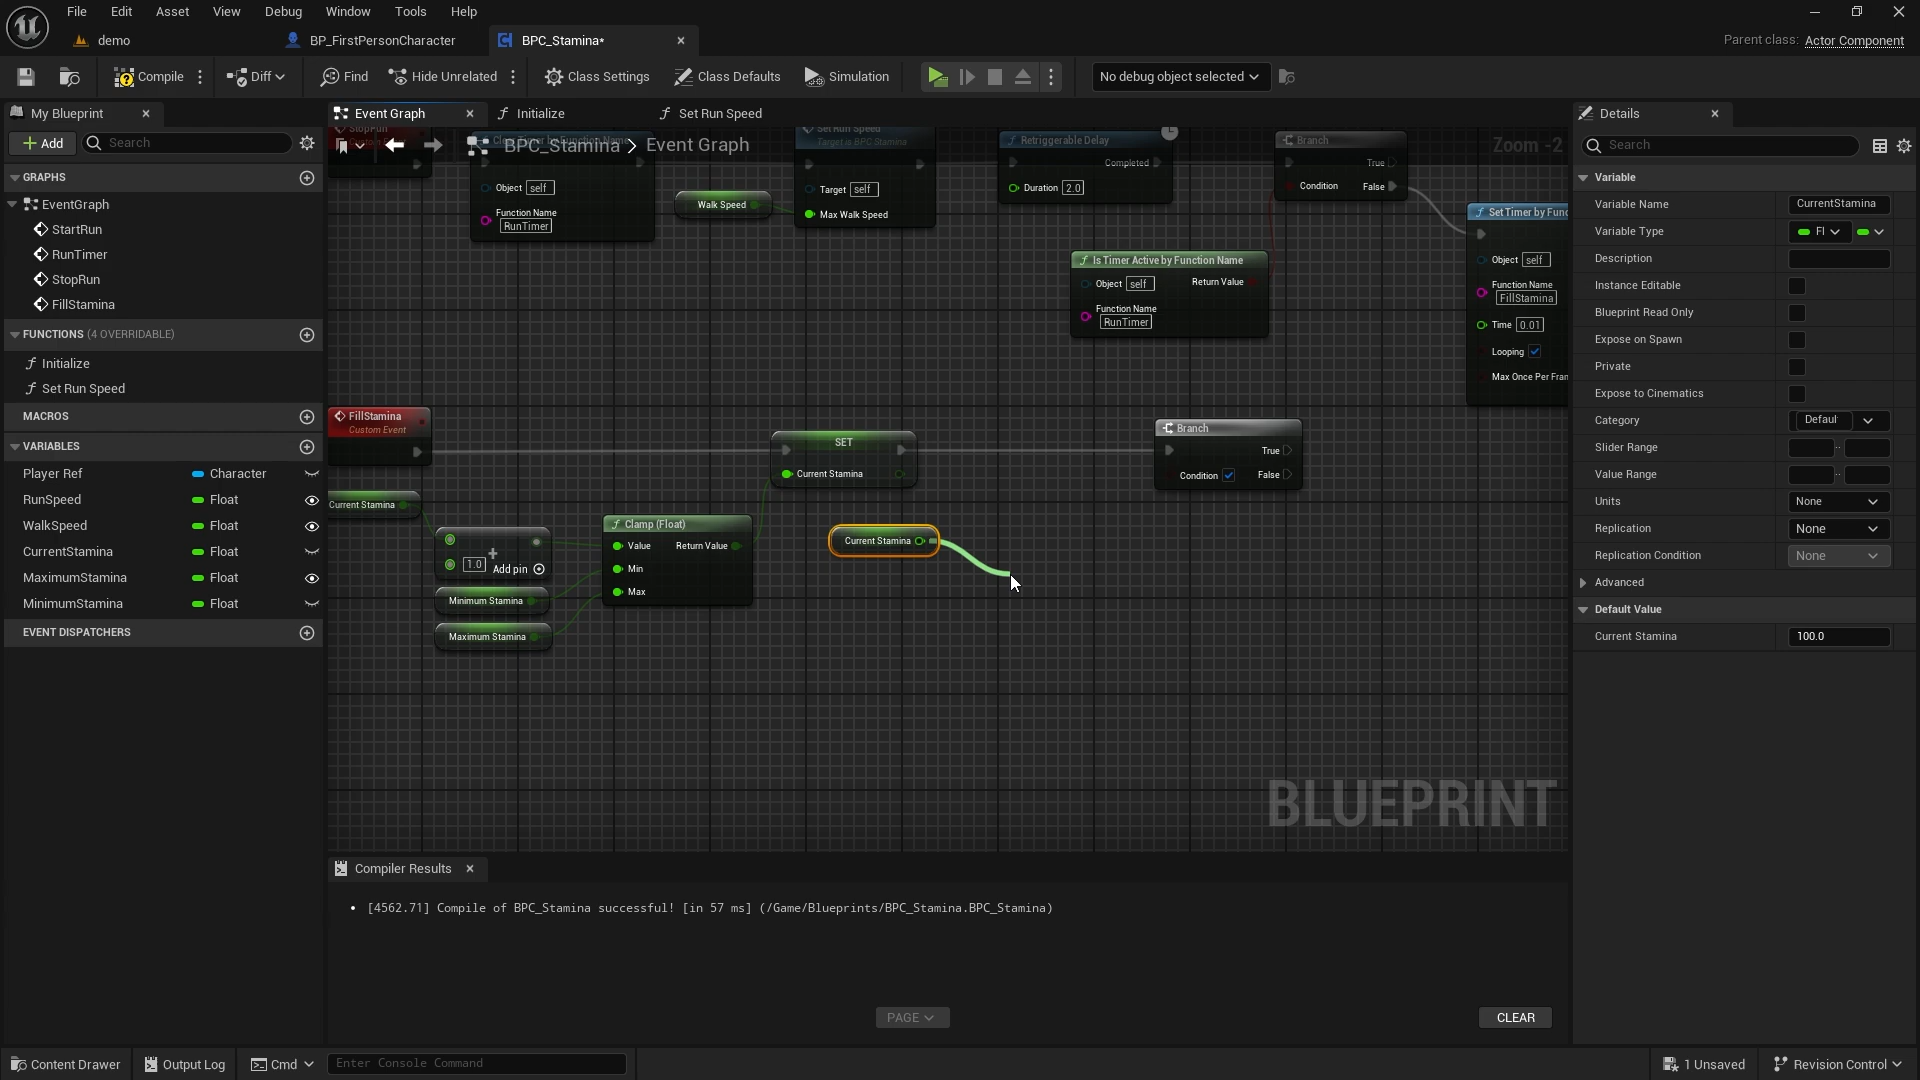 File Edit Asset View Debug Window Tools Help
demo
BP_FirstPersonCharacter
BPC_Stamina*
Parent class: Actor Component
Compile
Diff
Find
Hide Unrelated
Class Settings
Class Defaults
Simulation
No debug object selected
My Blueprint
Add
Search
GRAPHS
EventGraph
StartRun
RunTimer
StopRun
FillStamina
FUNCTIONS (4 OVERRIDABLE)
Initialize
Set Run Speed
MACROS
VARIABLES
Player Ref Character
RunSpeed Float
WalkSpeed Float
CurrentStamina Float
MaximumStamina Float
MinimumStamina Float
EVENT DISPATCHERS
Event Graph
Initialize
Set Run Speed
BPC_Stamina > Event Graph
Zoom -2
StopRun
Object self
Function Name
RunTimer
Walk Speed
Set Run Speed
Target is BPC Stamina
Target self
Max Walk Speed
Retriggerable Delay
Completed
Duration 2.0
Branch
True
Condition False
Is Timer Active by Function Name
Object self Return Value
Function Name
RunTimer
Set Timer by Func
Object self
Function Name
FillStamina
Time 0.01
Looping
Max Once Per Fran
FillStamina
Custom Event
Current Stamina
1.0 Add pin
Minimum Stamina
Maximum Stamina
Clamp (Float)
Value Return Value
Min
Max
SET
Current Stamina
Current Stamina
Branch
True
Condition False
BLUEPRINT
Compiler Results
• [4562.71] Compile of BPC_Stamina successful! [in 57 ms] (/Game/Blueprints/BPC_Stamina.BPC_Stamina)
PAGE
CLEAR
Details
Search
Variable
Variable Name CurrentStamina
Variable Type Fl
Description
Instance Editable
Blueprint Read Only
Expose on Spawn
Private
Expose to Cinematics
Category Defaul
Slider Range
Value Range
Units None
Replication None
Replication Condition None
Advanced
Default Value
Current Stamina 100.0
Content Drawer
Output Log
Cmd
Enter Console Command
1 Unsaved
Revision Control